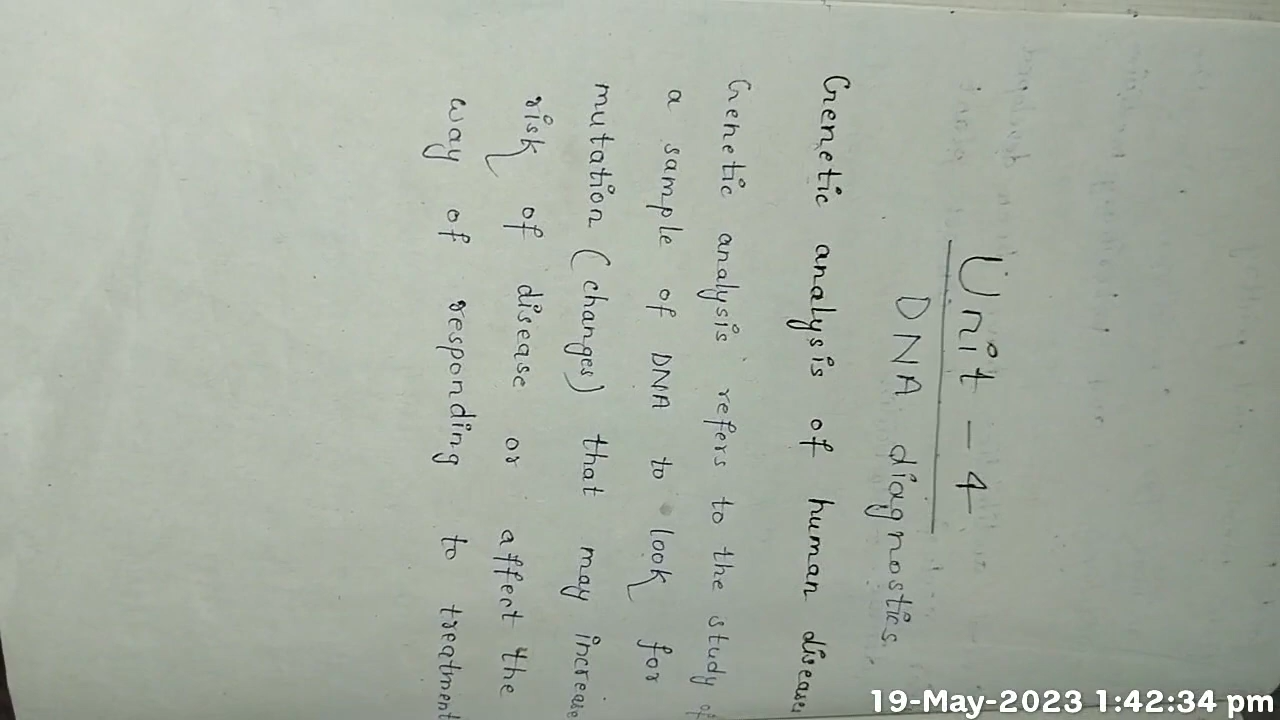 Unit - 4
DNA diagnostics.
Genetic analysis of human diseases
Genetic analysis refers to the study of
a sample of DNA to look for
mutation (changes) that may increase
risk of disease or affect the
way of responding to treatment
19-May-2023 1:42:34 pm